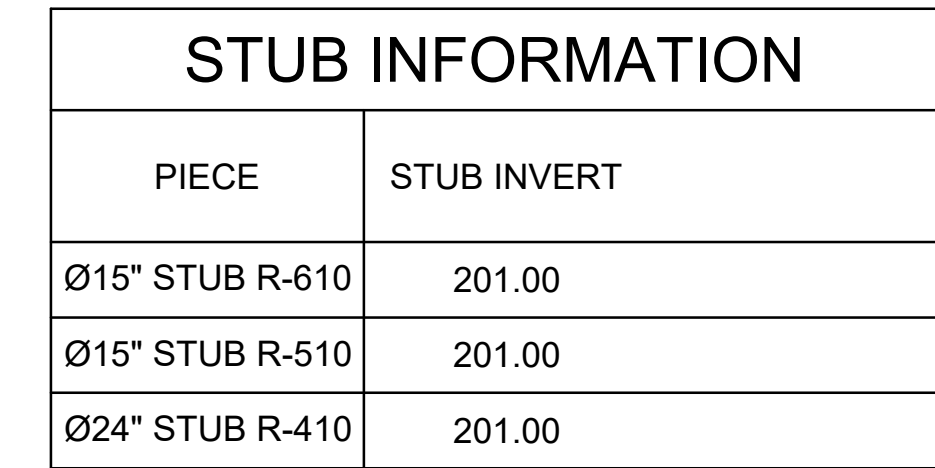 STUB INFORMATION
PIECE STUB INVERT
Ø15" STUB R-610 201.00
Ø15" STUB R-510 201.00
Ø24" STUB R-410 201.00